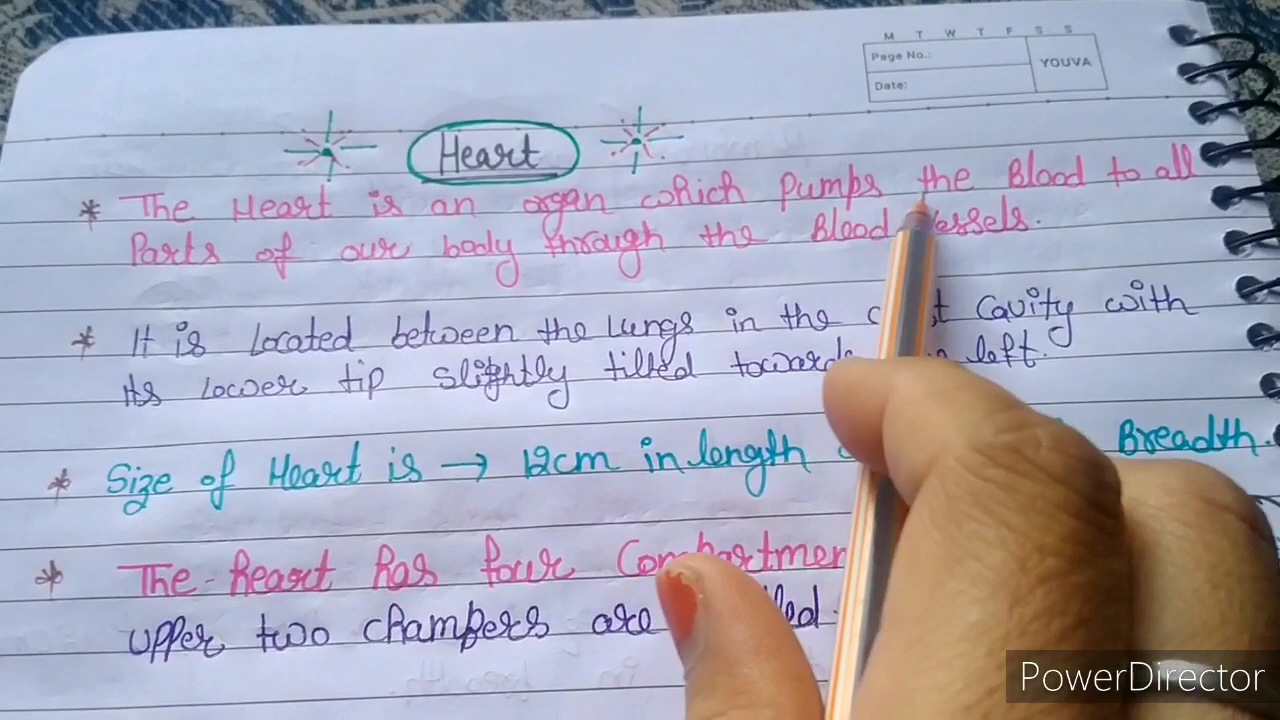 M T W T F S S
Page No.:
YOUVA
Date:
Heart
* The Heart is an organ which pumps the Blood to all
Parts of our body through the Blood vessels.
* It is located between the lungs in the cavity with
its lower tip slightly tilted towards left.
* Size of Heart is → 12cm in length Breadth.
* The heart has four
upper two chambers are
PowerDirector